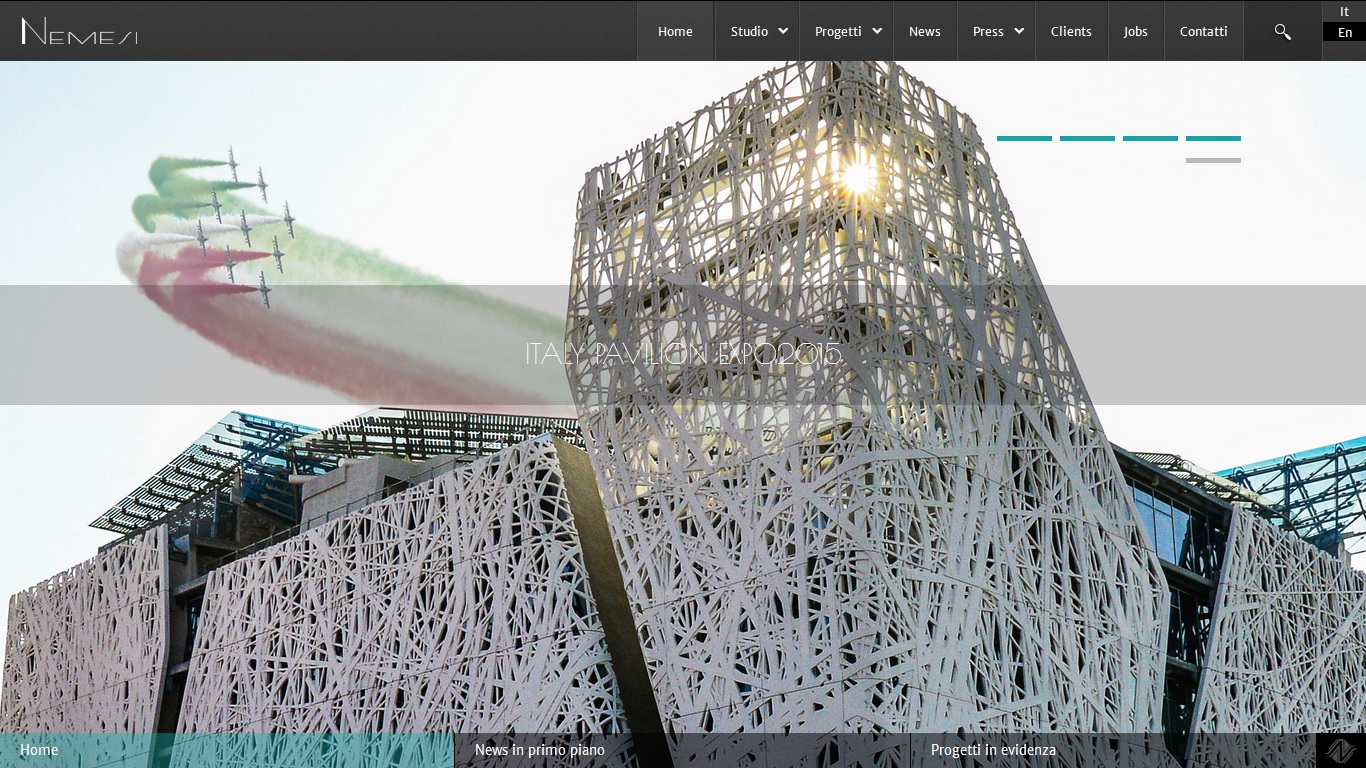 NEMESI
Home
Studio
Progetti
News
Press
Clients
Jobs
Contatti
It
En
ITALY PAVILION EXPO2015
Home
News in primo piano
Progetti in evidenza